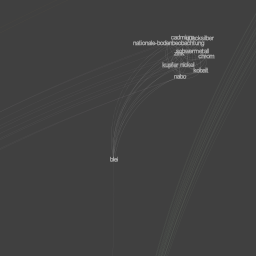 cadmium quecksilber
nationale-bodenbeobachtung
schwermetall
zink
chrom
kupfer nickel
kobalt
nabo
blei